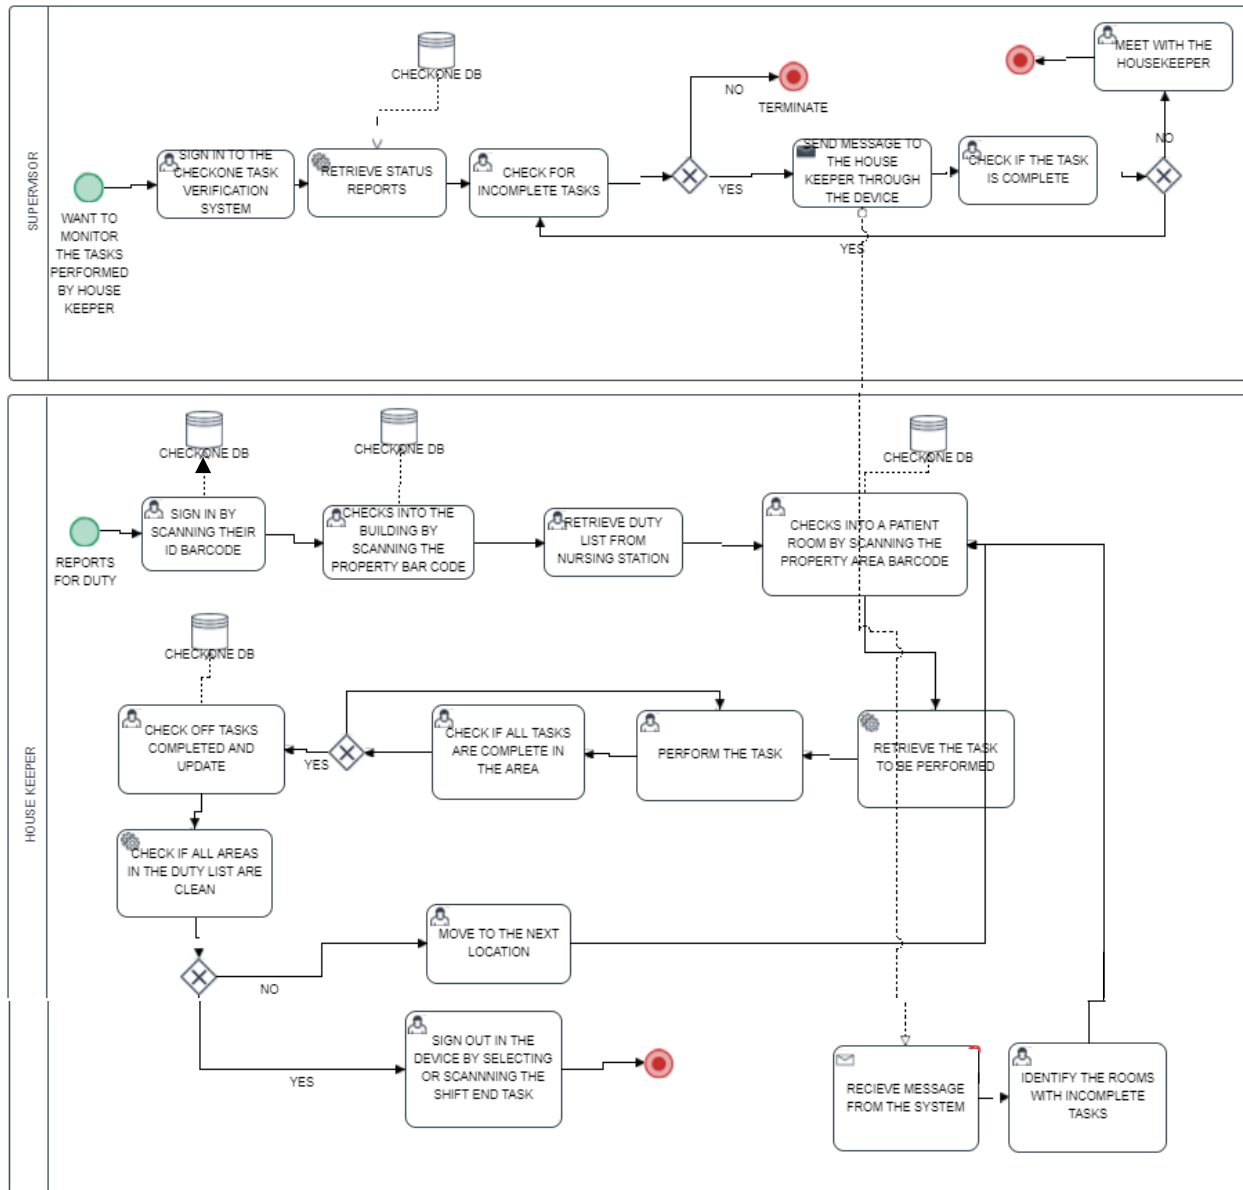 SUPERVISOR
CHECKONE DB
MEET WITH THE
HOUSEKEEPER
NO
TERMINATE
NO
SIGN IN TO THE
CHECKONE TASK
VERIFICATION
SYSTEM
RETRIEVE STATUS
REPORTS
CHECK FOR
INCOMPLETE TASKS
YES
SEND MESSAGE TO
THE HOUSE
KEEPER THROUGH
THE DEVICE
CHECK IF THE TASK
IS COMPLETE
YES
WANT TO
MONITOR
THE TASKS
PERFORMED
BY HOUSE
KEEPER
HOUSE KEEPER
CHECKONE DB
CHECKONE DB
CHECKONE DB
REPORTS
FOR DUTY
SIGN IN BY
SCANNING THEIR
ID BARCODE
CHECKS INTO THE
BUILDING BY
SCANNING THE
PROPERTY BAR CODE
RETRIEVE DUTY
LIST FROM
NURSING STATION
CHECKS INTO A PATIENT
ROOM BY SCANNING THE
PROPERTY AREA BARCODE
CHECKONE DB
CHECK OFF TASKS
COMPLETED AND
UPDATE
YES
CHECK IF ALL TASKS
ARE COMPLETE IN
THE AREA
PERFORM THE TASK
RETRIEVE THE TASK
TO BE PERFORMED
CHECK IF ALL AREAS
IN THE DUTY LIST ARE
CLEAN
NO
MOVE TO THE NEXT
LOCATION
YES
SIGN OUT IN THE
DEVICE BY SELECTING
OR SCANNNING THE
SHIFT END TASK
RECIEVE MESSAGE
FROM THE SYSTEM
IDENTIFY THE ROOMS
WITH INCOMPLETE
TASKS